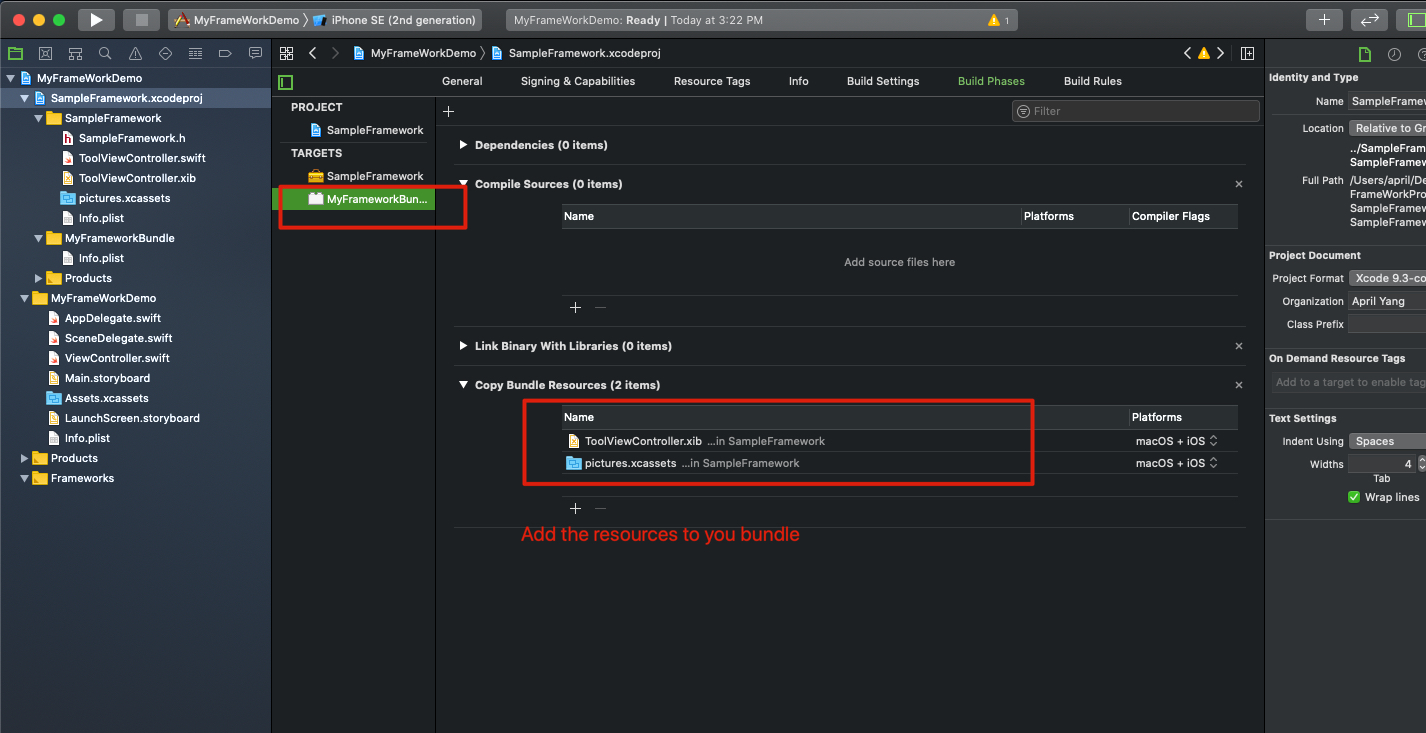 MyFrameWorkDemo 〉 iPhone SE (2nd generation)
MyFrameWorkDemo: Ready | Today at 3:22 PM
1
MyFrameWorkDemo 〉 SampleFramework.xcodeproj
MyFrameWorkDemo
SampleFramework.xcodeproj
SampleFramework
SampleFramework.h
ToolViewController.swift
ToolViewController.xib
pictures.xcassets
Info.plist
MyFrameworkBundle
Info.plist
Products
MyFrameWorkDemo
AppDelegate.swift
SceneDelegate.swift
ViewController.swift
Main.storyboard
Assets.xcassets
LaunchScreen.storyboard
Info.plist
Products
Frameworks
General Signing & Capabilities Resource Tags Info Build Settings Build Phases Build Rules
PROJECT
SampleFramework
TARGETS
SampleFramework
MyFrameworkBun...
Filter
Dependencies (0 items)
Compile Sources (0 items)
Name Platforms Compiler Flags
Add source files here
Link Binary With Libraries (0 items)
Copy Bundle Resources (2 items)
Name Platforms
ToolViewController.xib ...in SampleFramework macOS + iOS
pictures.xcassets ...in SampleFramework macOS + iOS
Add the resources to you bundle
Identity and Type
Name SampleFramew
Location Relative to Gr
../SampleFram
SampleFramew
Full Path /Users/april/De
FrameWorkPro
SampleFramew
SampleFramew
Project Document
Project Format Xcode 9.3-co
Organization April Yang
Class Prefix
On Demand Resource Tags
Add to a target to enable tag
Text Settings
Indent Using Spaces
Widths 4
Tab
Wrap lines